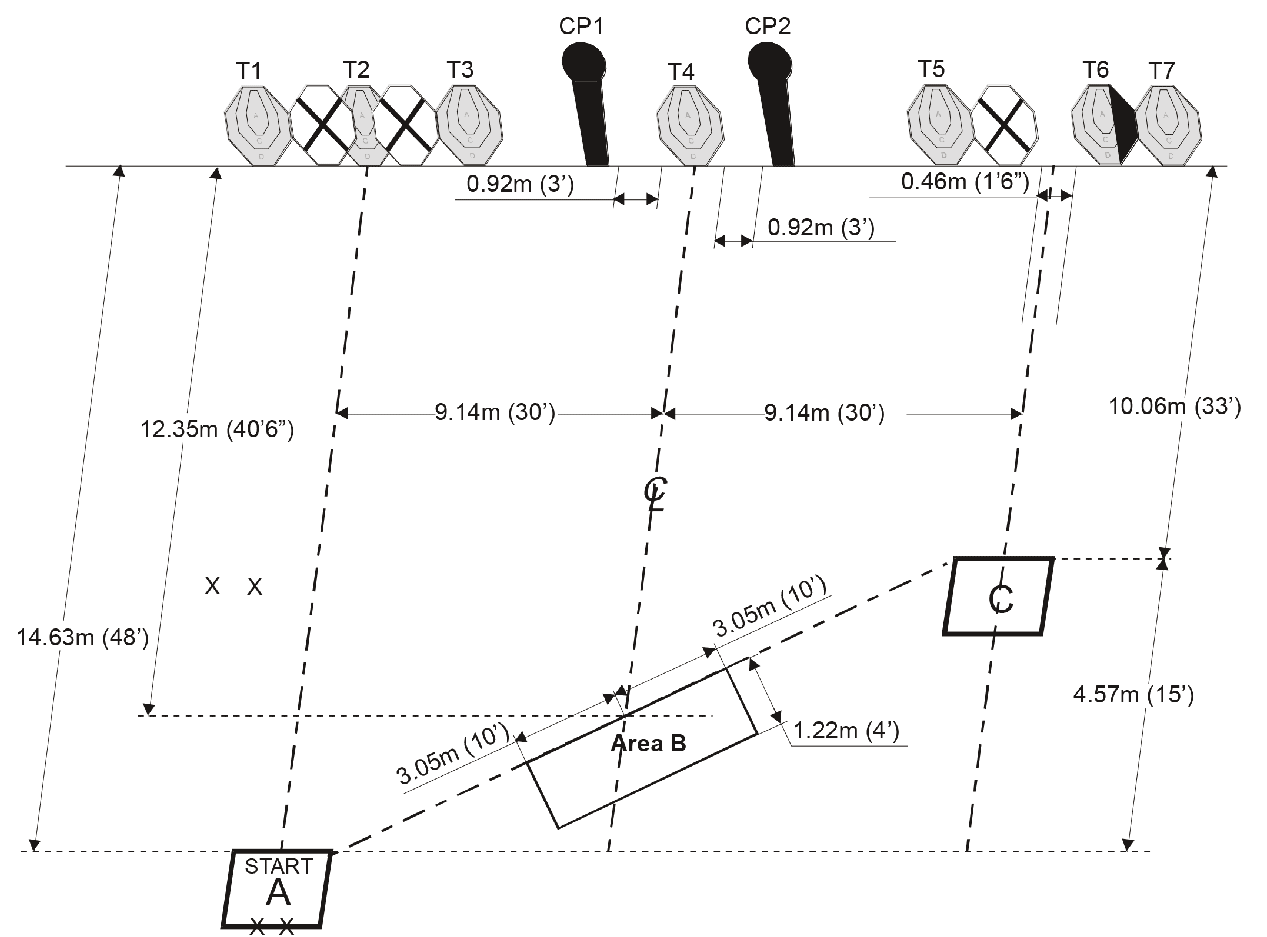 CP1 CP2
T1 T2 T3 T4 T5 T6 T7
A A A A A A
C C C C C C C
D D D D D D D
0.92m (3’) 0.46m (1’6”)
0.92m (3’)
9.14m (30’) 9.14m (30’) 10.06m (33’)
12.35m (40’6”)
℄
X X
3.05m (10’)
C
14.63m (48’)
4.57m (15’)
1.22m (4’)
Area B
3.05m (10’)
START
A
X X